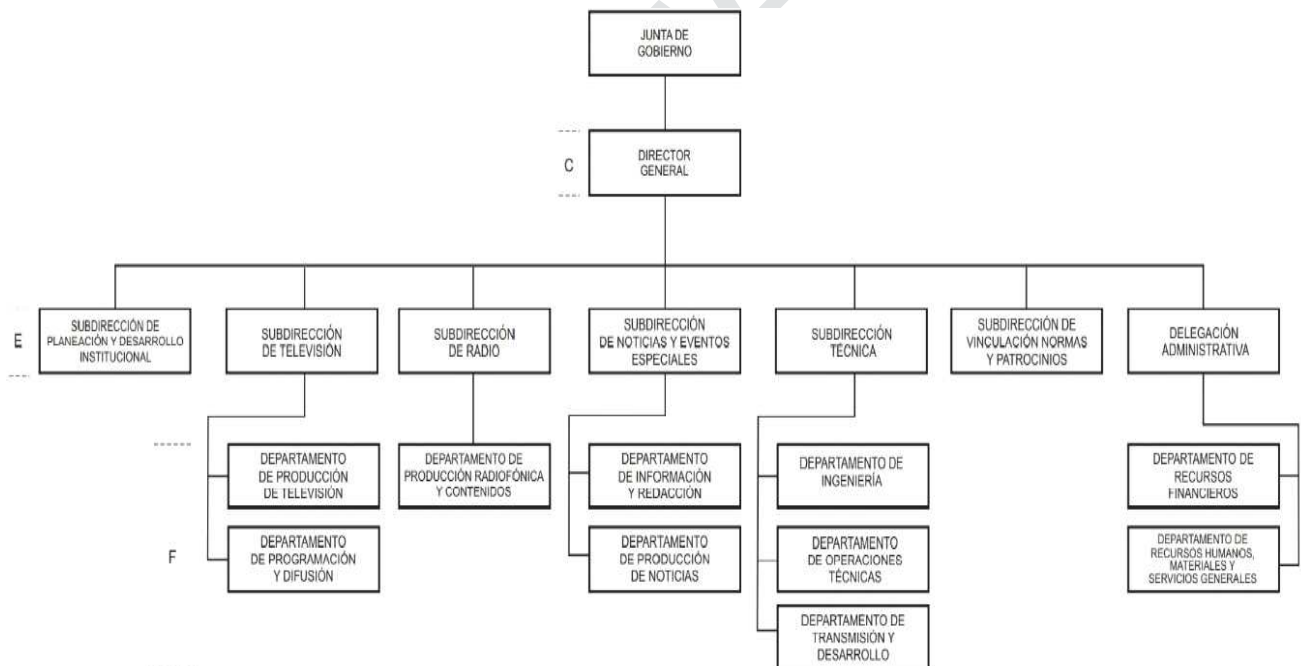 JUNTA DE
GOBIERNO
C
DIRECTOR
GENERAL
E
SUBDIRECCIÓN DE
PLANEACIÓN Y DESARROLLO
INSTITUCIONAL
SUBDIRECCIÓN
DE TELEVISIÓN
SUBDIRECCIÓN
DE RADIO
SUBDIRECCIÓN
DE NOTICIAS Y EVENTOS
ESPECIALES
SUBDIRECCIÓN
TÉCNICA
SUBDIRECCIÓN DE
VINCULACIÓN NORMAS
Y PATROCINIOS
DELEGACIÓN
ADMINISTRATIVA
F
DEPARTAMENTO
DE PRODUCCIÓN
DE TELEVISIÓN
DEPARTAMENTO DE
PRODUCCIÓN RADIOFÓNICA
Y CONTENIDOS
DEPARTAMENTO
DE INFORMACIÓN
Y REDACCIÓN
DEPARTAMENTO DE
INGENIERÍA
DEPARTAMENTO DE
RECURSOS
FINANCIEROS
DEPARTAMENTO
DE PROGRAMACIÓN
Y DIFUSIÓN
DEPARTAMENTO
DE PRODUCCIÓN
DE NOTICIAS
DEPARTAMENTO
DE OPERACIONES
TÉCNICAS
DEPARTAMENTO DE
RECURSOS HUMANOS,
MATERIALES Y
SERVICIOS GENERALES
DEPARTAMENTO DE
TRANSMISIÓN Y
DESARROLLO